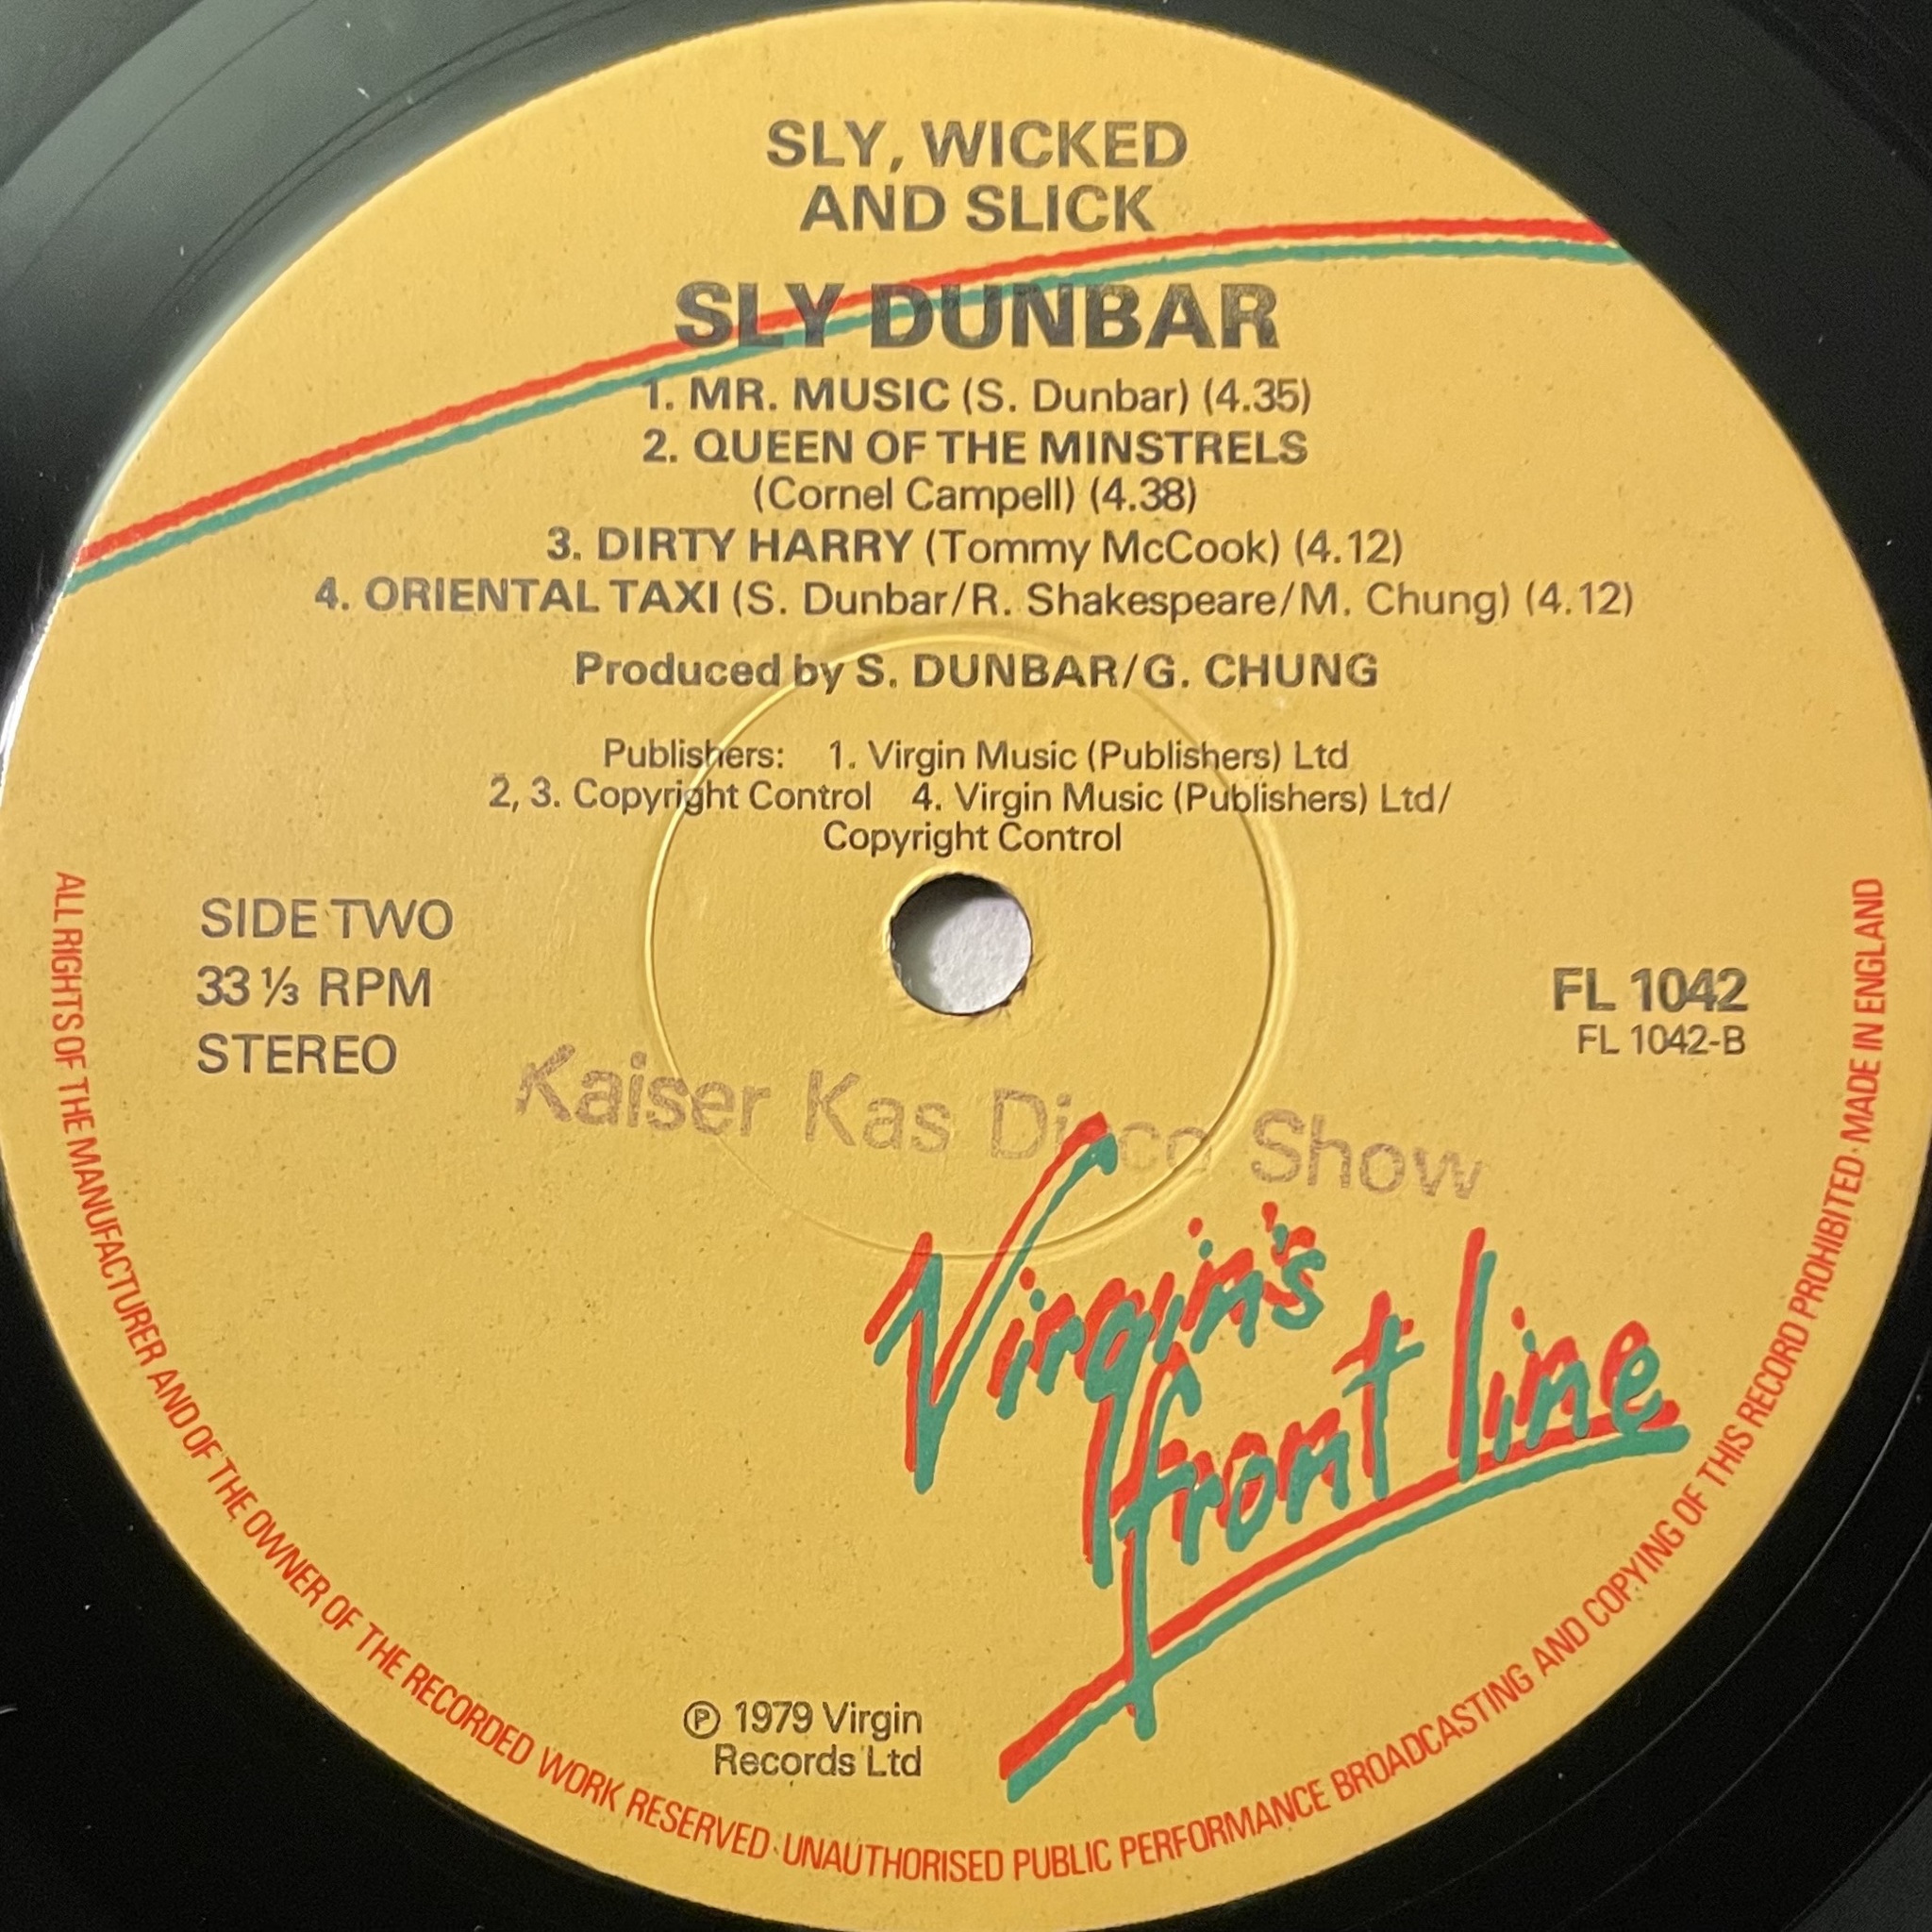 SLY, WICKED
AND SLICK
SLY DUNBAR
1. MR. MUSIC (S. Dunbar) (4.35)
2. QUEEN OF THE MINSTRELS
(Cornel Campell) (4.38)
3. DIRTY HARRY (Tommy McCook) (4.12)
4. ORIENTAL TAXI (S. Dunbar/R. Shakespeare/M. Chung) (4.12)
Produced by S. DUNBAR/G. CHUNG
Publishers: 1. Virgin Music (Publishers) Ltd
2, 3. Copyright Control 4. Virgin Music (Publishers) Ltd/
Copyright Control
SIDE TWO
33 ⅓ RPM
STEREO
FL 1042
FL 1042-B
Kaiser Kas Disco Show
Virgin's
front line
℗ 1979 Virgin
Records Ltd
ALL RIGHTS OF THE MANUFACTURER AND OF THE OWNER OF THE RECORDED WORK RESERVED · UNAUTHORISED PUBLIC PERFORMANCE BROADCASTING AND COPYING OF THIS RECORD PROHIBITED · MADE IN ENGLAND